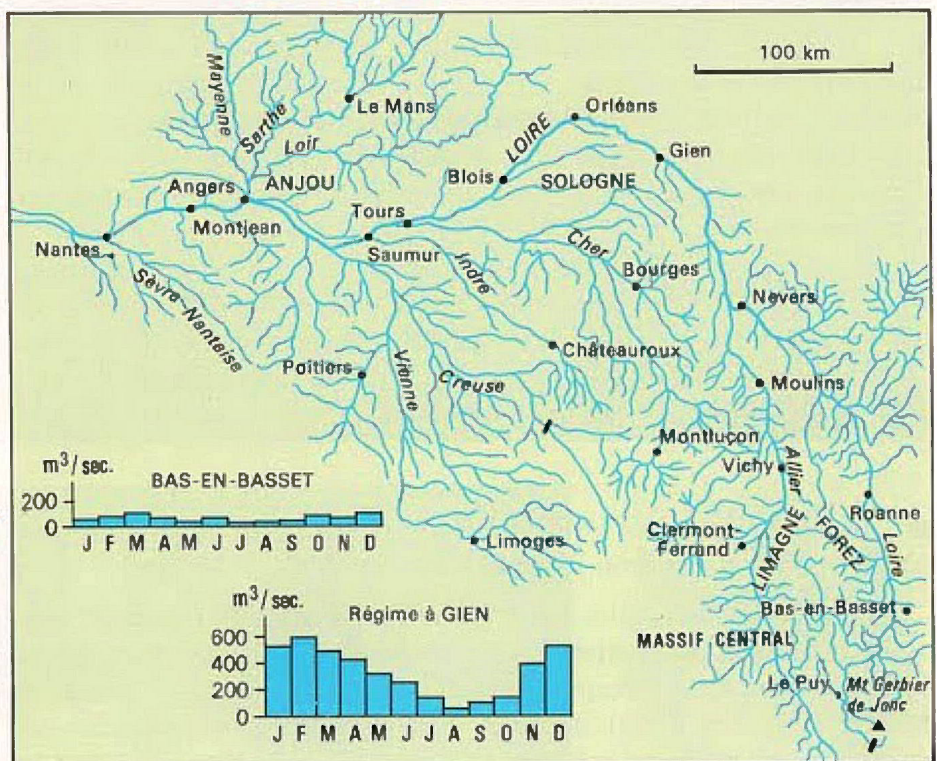 100 km
Mayenne
Sarthe
Le Mans
Loir
LOIRE
Orléans
Gien
Blois
SOLOGNE
Angers
ANJOU
Montjean
Tours
Saumur
Nantes
Cher
Indre
Bourges
Nevers
Sèvre-Nantaise
Poitiers
Vienne
Creuse
Châteauroux
Moulins
Montluçon
Vichy
Allier
Roanne
Clermont-
Ferrand
LIMAGNE
FOREZ
Loire
Limoges
Bas-en-Basset
MASSIF CENTRAL
Le Puy
Mt Gerbier
de Jonc
m³/sec.
BAS-EN-BASSET
200
0
J F M A M J J A S O N D
m³/sec.
Régime à GIEN
600
400
200
0
J F M A M J J A S O N D